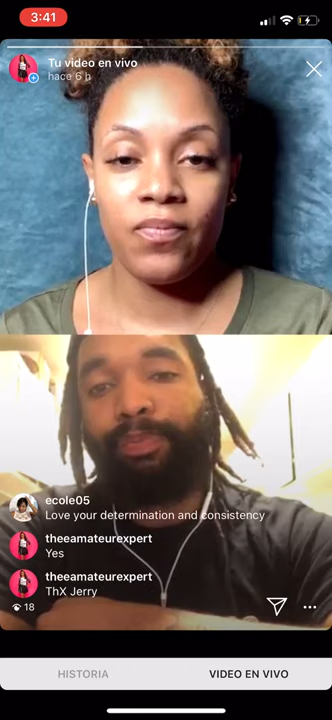 3:41
Tu video en vivo
hace 6 h
ecole05
Love your determination and consistency
theeamateurexpert
Yes
theeamateurexpert
ThX Jerry
18
HISTORIA
VIDEO EN VIVO